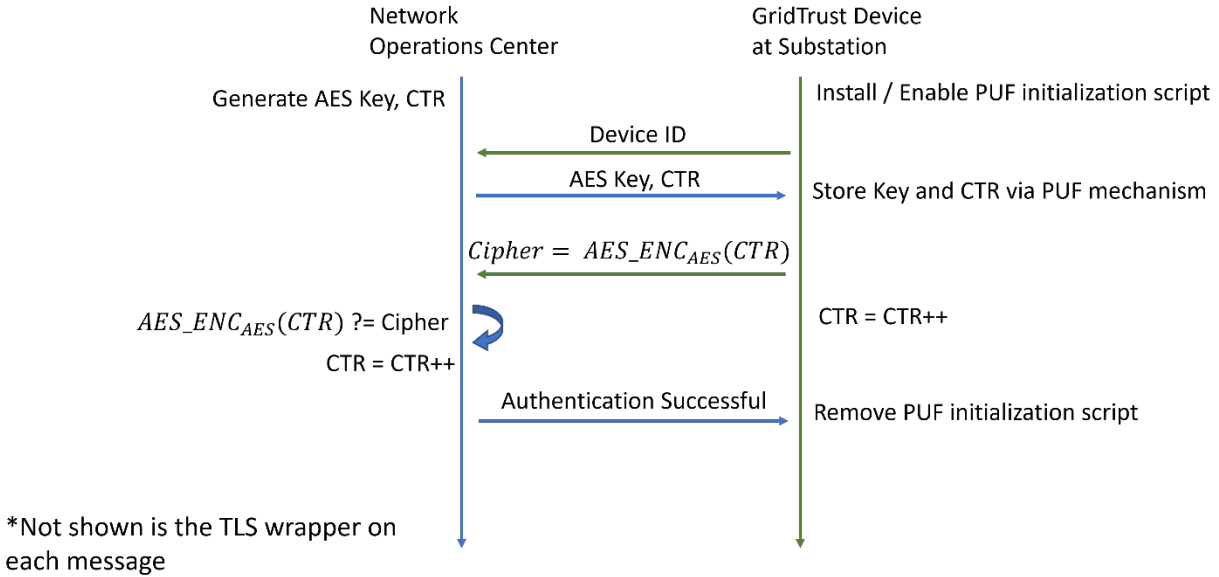 Network
Operations Center
GridTrust Device
at Substation
Generate AES Key, CTR
Install / Enable PUF initialization script
Device ID
AES Key, CTR
Store Key and CTR via PUF mechanism
Cipher = AES_ENC_AES(CTR)
AES_ENC_AES(CTR) ?= Cipher
CTR = CTR++
CTR = CTR++
Authentication Successful
Remove PUF initialization script
*Not shown is the TLS wrapper on
each message